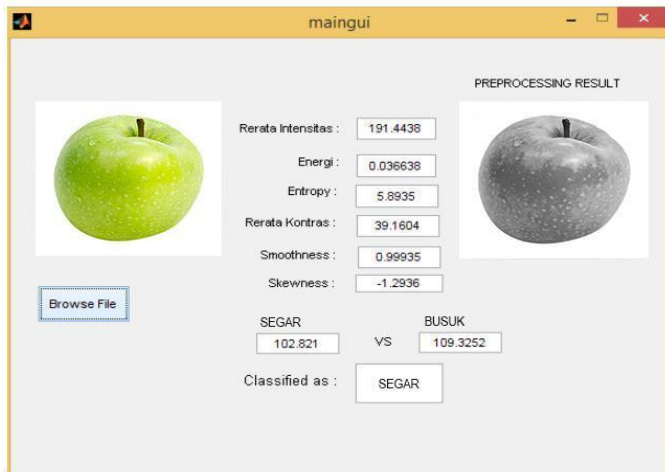 maingui
PREPROCESSING RESULT
Rerata Intensitas : 191.4438
Energi : 0.036638
Entropy : 5.8935
Rerata Kontras : 39.1604
Smoothness : 0.99935
Skewness : -1.2936
Browse File
SEGAR BUSUK
102.821 VS 109.3252
Classified as : SEGAR